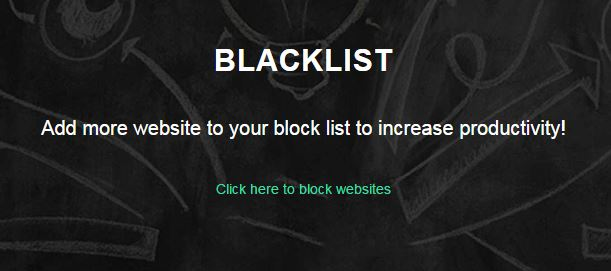 BLACKLIST
Add more website to your block list to increase productivity!
Click here to block websites